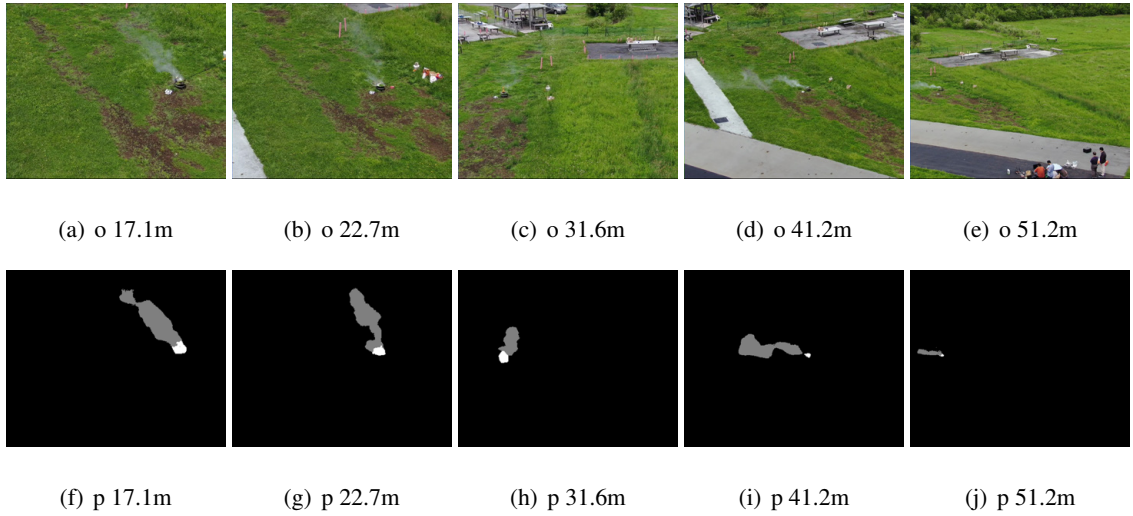 (a) o 17.1m
(b) o 22.7m
(c) o 31.6m
(d) o 41.2m
(e) o 51.2m
(f) p 17.1m
(g) p 22.7m
(h) p 31.6m
(i) p 41.2m
(j) p 51.2m